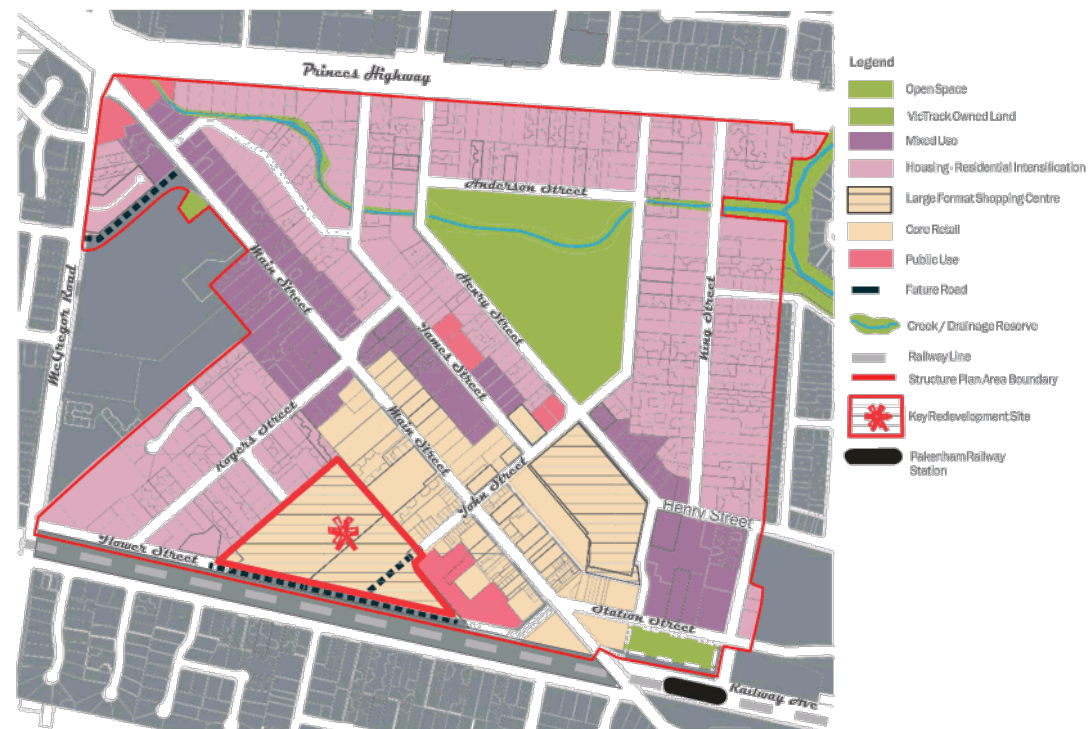 Princes Highway
Anderson Street
McGregor Road
Main Street
Henry Street
James Street
King Street
Main Street
Rogers Street
John Street
Henry Street
Hower Street
Station Street
Railway Ave
Legend
Open Space
VicTrack Owned Land
Mixed Use
Housing - Residential Intensification
Large Format Shopping Centre
Core Retail
Public Use
Future Road
Creek / Drainage Reserve
Railway Line
Structure Plan Area Boundary
Key Redevelopment Site
Pakenham Railway
Station